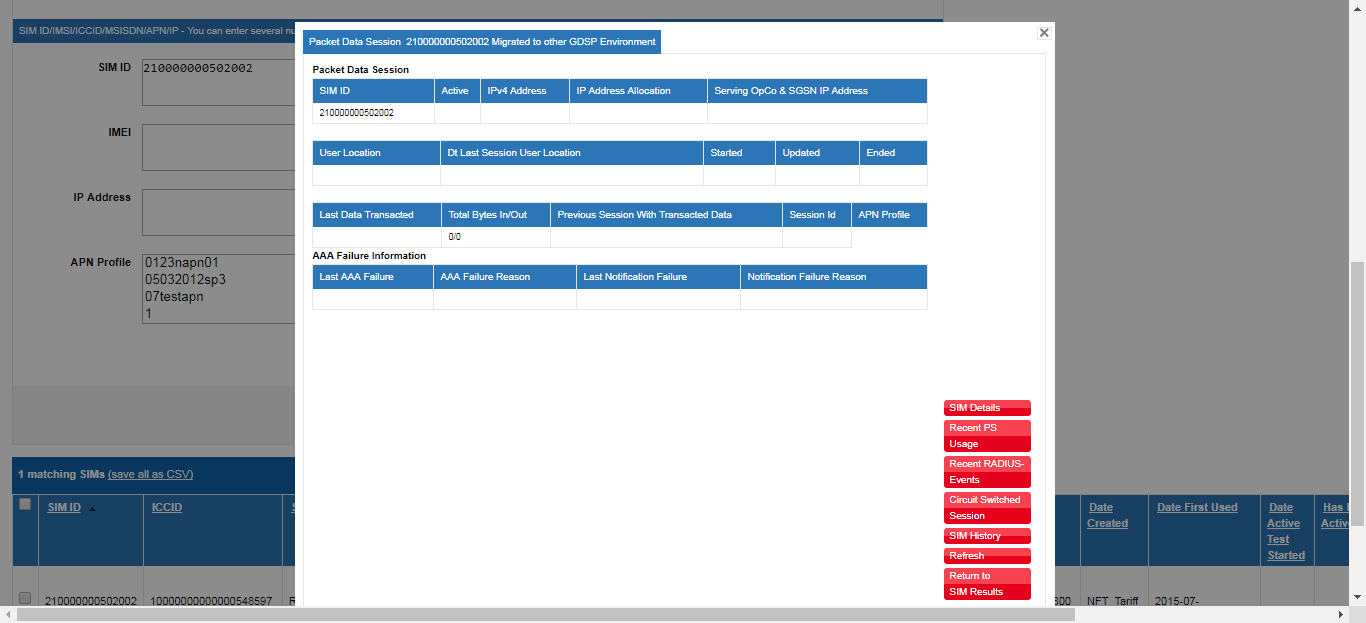 SIM ID/IMSI/ICCID/MSISDN/APN/IP - You can enter several
Packet Data Session 210000000502002 Migrated to other GDSP Environment
SIM ID
210000000502002
IMEI
IP Address
APN Profile
0123napn01
05032012sp3
07testapn
1
Packet Data Session
SIM ID Active IPv4 Address IP Address Allocation Serving OpCo & SGSN IP Address
210000000502002
User Location Dt Last Session User Location Started Updated Ended
Last Data Transacted Total Bytes In/Out Previous Session With Transacted Data Session Id APN Profile
0/0
AAA Failure Information
Last AAA Failure AAA Failure Reason Last Notification Failure Notification Failure Reason
SIM Details
Recent PS
Usage
Recent RADIUS-
Events
Circuit Switched
Session
SIM History
Refresh
Return to
SIM Results
1 matching SIMs (save all as CSV)
SIM ID ICCID
Date
Created
Date First Used
Date
Active
Test
Started
Has
210000000502002 10000000000000548597 NFT_Tariff 2015-07-